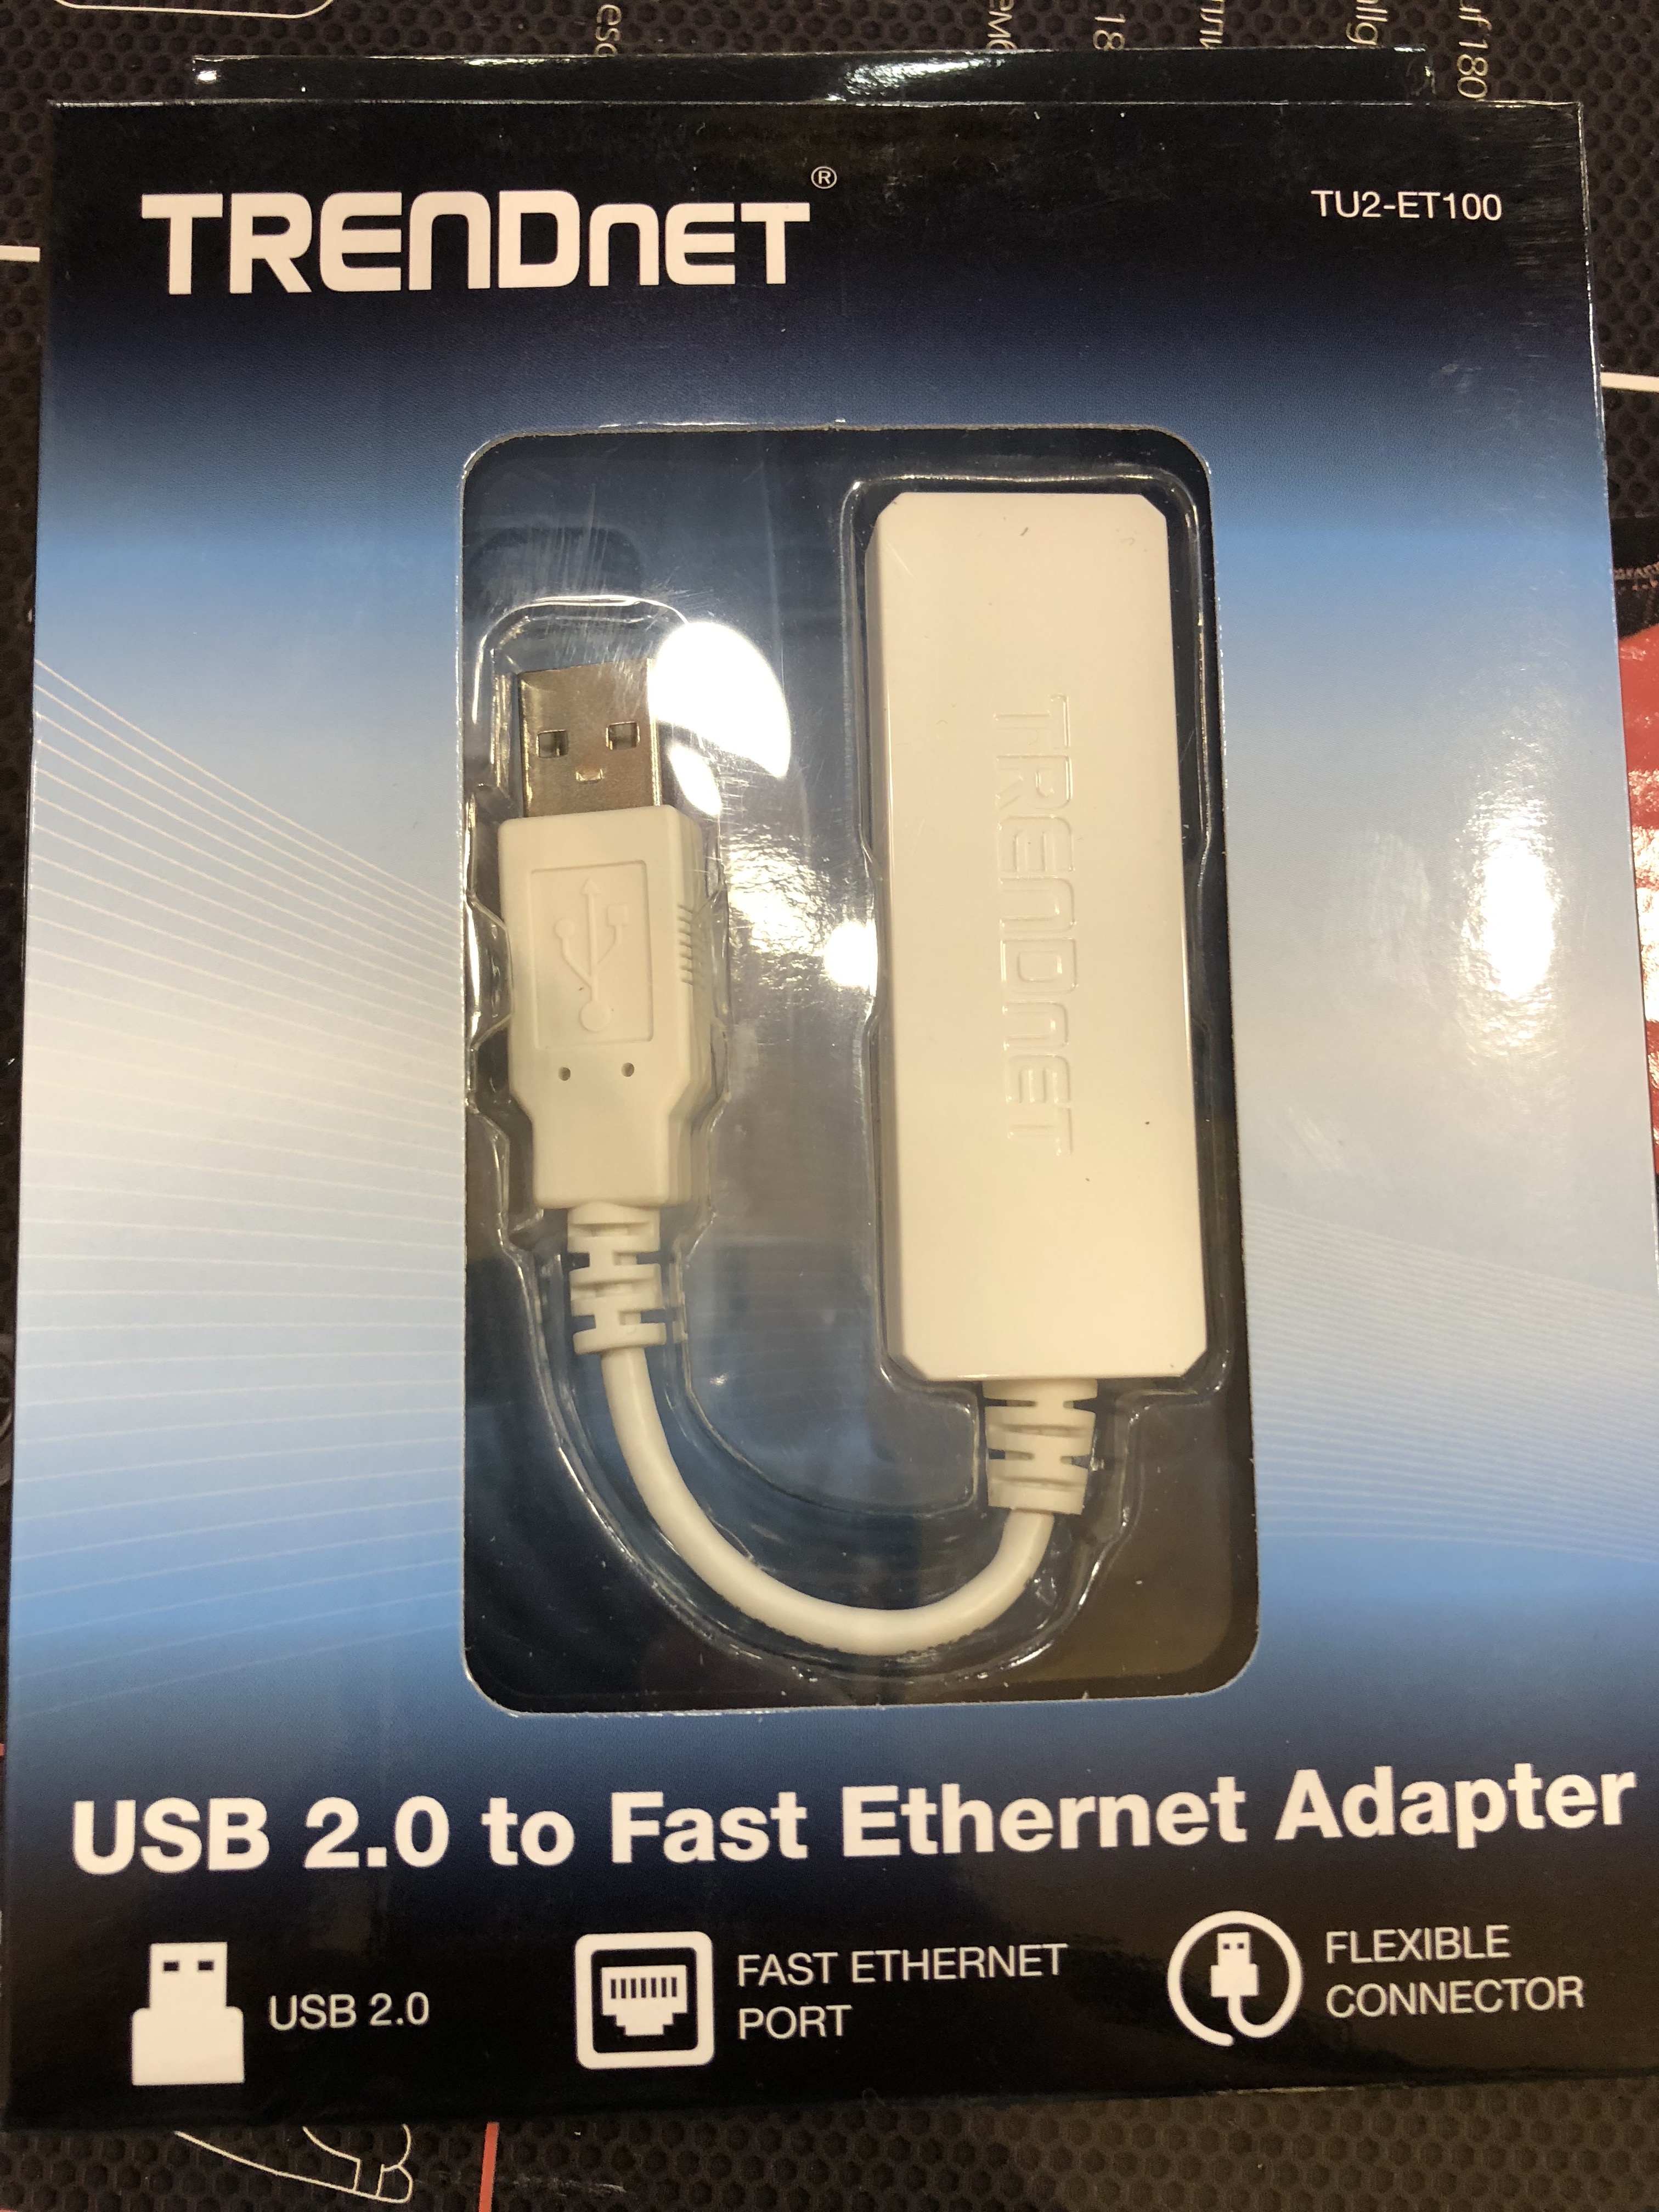 TRENDNET®
TU2-ET100
TRENDNET
USB 2.0 to Fast Ethernet Adapter
USB 2.0
FAST ETHERNET
PORT
FLEXIBLE
CONNECTOR